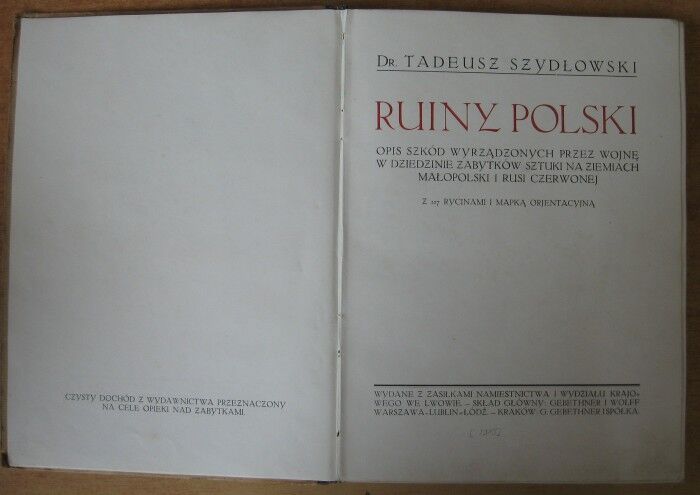 CZYSTY DOCHÓD Z WYDAWNICTWA PRZEZNACZONY
NA CELE OPIEKI NAD ZABYTKAMI.
DR. TADEUSZ SZYDŁOWSKI
RUINY POLSKI
OPIS SZKÓD WYRZĄDZONYCH PRZEZ WOJNĘ
W DZIEDZINIE ZABYTKÓW SZTUKI NA ZIEMIACH
MAŁOPOLSKI I RUSI CZERWONEJ
Z 227 RYCINAMI I MAPKĄ ORJENTACYJNĄ
WYDANE Z ZASIŁKAMI NAMIESTNICTWA I WYDZIAŁU KRAJO-
WEGO WE LWOWIE. – SKŁAD GŁÓWNY: GEBETHNER I WOLFF
WARSZAWA–LUBLIN–ŁÓDŹ. – KRAKÓW G. GEBETHNER I SPÓŁKA.